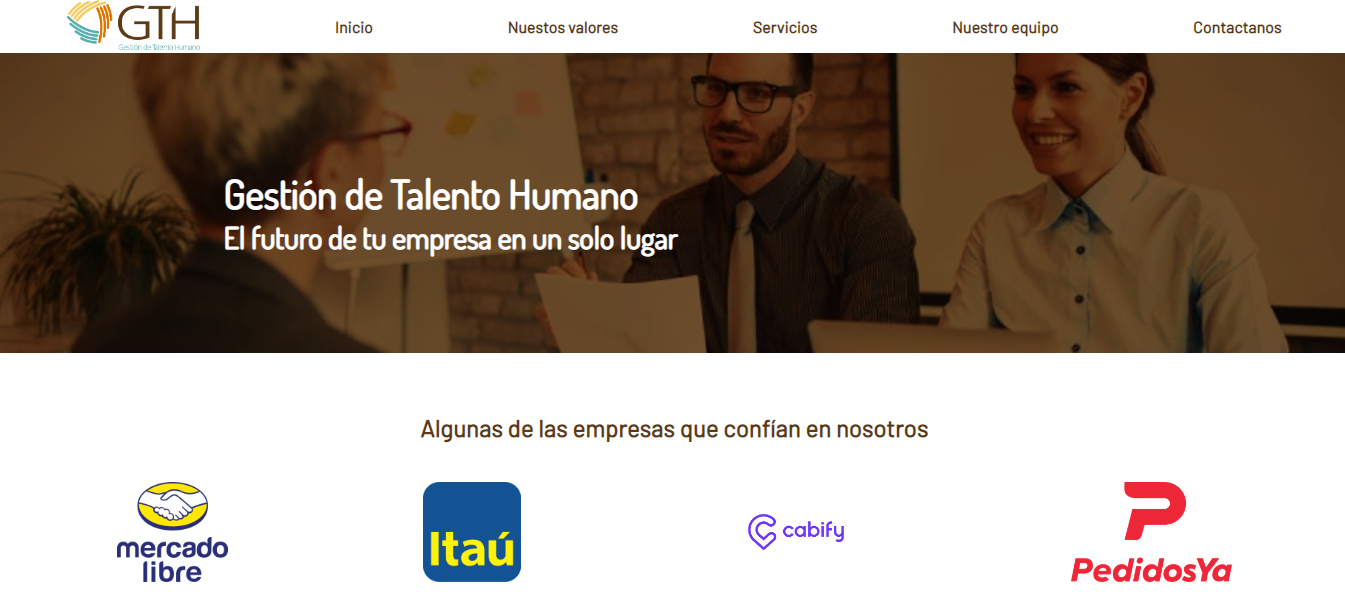 GTH
Gestión de Talento Humano
Inicio
Nuestos valores
Servicios
Nuestro equipo
Contactanos
Gestión de Talento Humano
El futuro de tu empresa en un solo lugar
Algunas de las empresas que confían en nosotros
mercado
libre
Itaú
cabify
PedidosYa